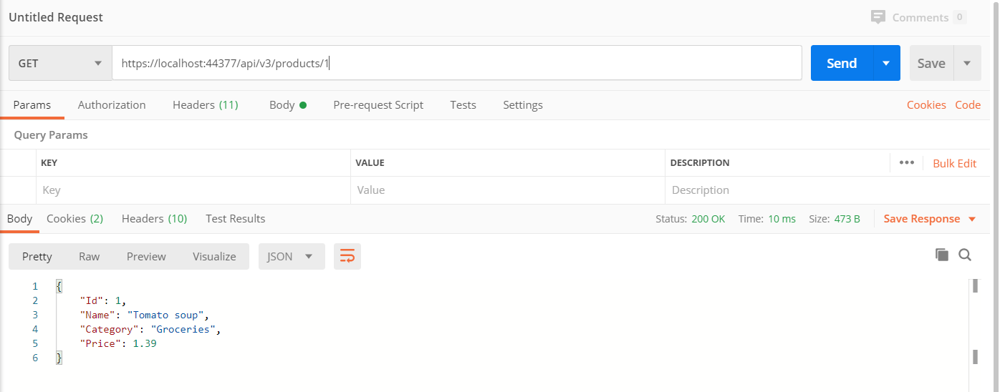 Untitled Request
Comments 0
GET https://localhost:44377/api/v3/products/1 Send Save
Params Authorization Headers (11) Body Pre-request Script Tests Settings Cookies Code
Query Params
KEY VALUE DESCRIPTION ••• Bulk Edit
Key Value Description
Body Cookies (2) Headers (10) Test Results Status: 200 OK Time: 10 ms Size: 473 B Save Response
Pretty Raw Preview Visualize JSON
1 {
2 "Id": 1,
3 "Name": "Tomato soup",
4 "Category": "Groceries",
5 "Price": 1.39
6 }